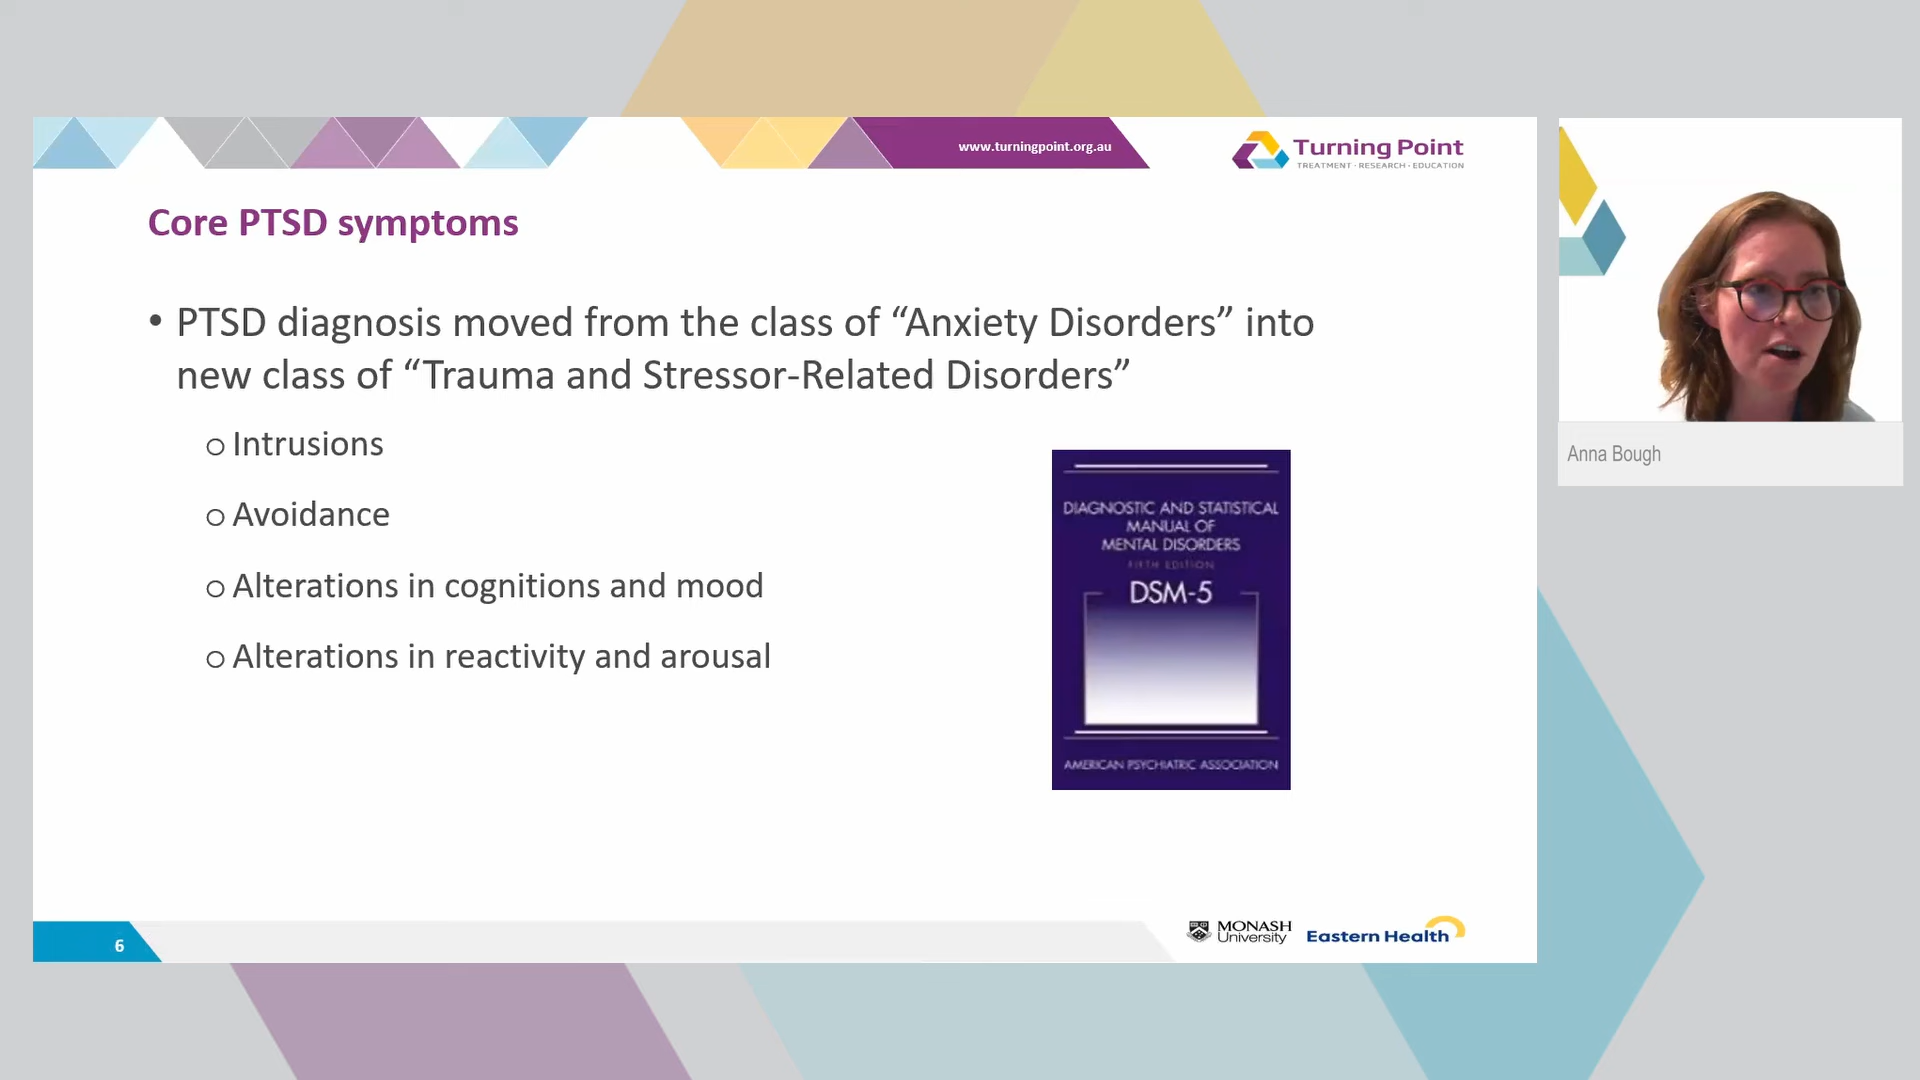 www.turningpoint.org.au
Turning Point
TREATMENT · RESEARCH · EDUCATION
Core PTSD symptoms
• PTSD diagnosis moved from the class of “Anxiety Disorders” into
new class of “Trauma and Stressor-Related Disorders”
o Intrusions
o Avoidance
o Alterations in cognitions and mood
o Alterations in reactivity and arousal
DIAGNOSTIC AND STATISTICAL
MANUAL OF
MENTAL DISORDERS
FIFTH EDITION
DSM-5
AMERICAN PSYCHIATRIC ASSOCIATION
Anna Bough
6
MONASH
University
Eastern Health